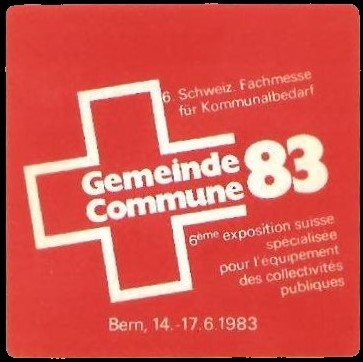 6. Schweiz. Fachmesse
für Kommunalbedarf
Gemeinde
Commune 83
6ème exposition suisse
spécialisée
pour l'équipement
des collectivités
publiques
Bern, 14.-17.6.1983